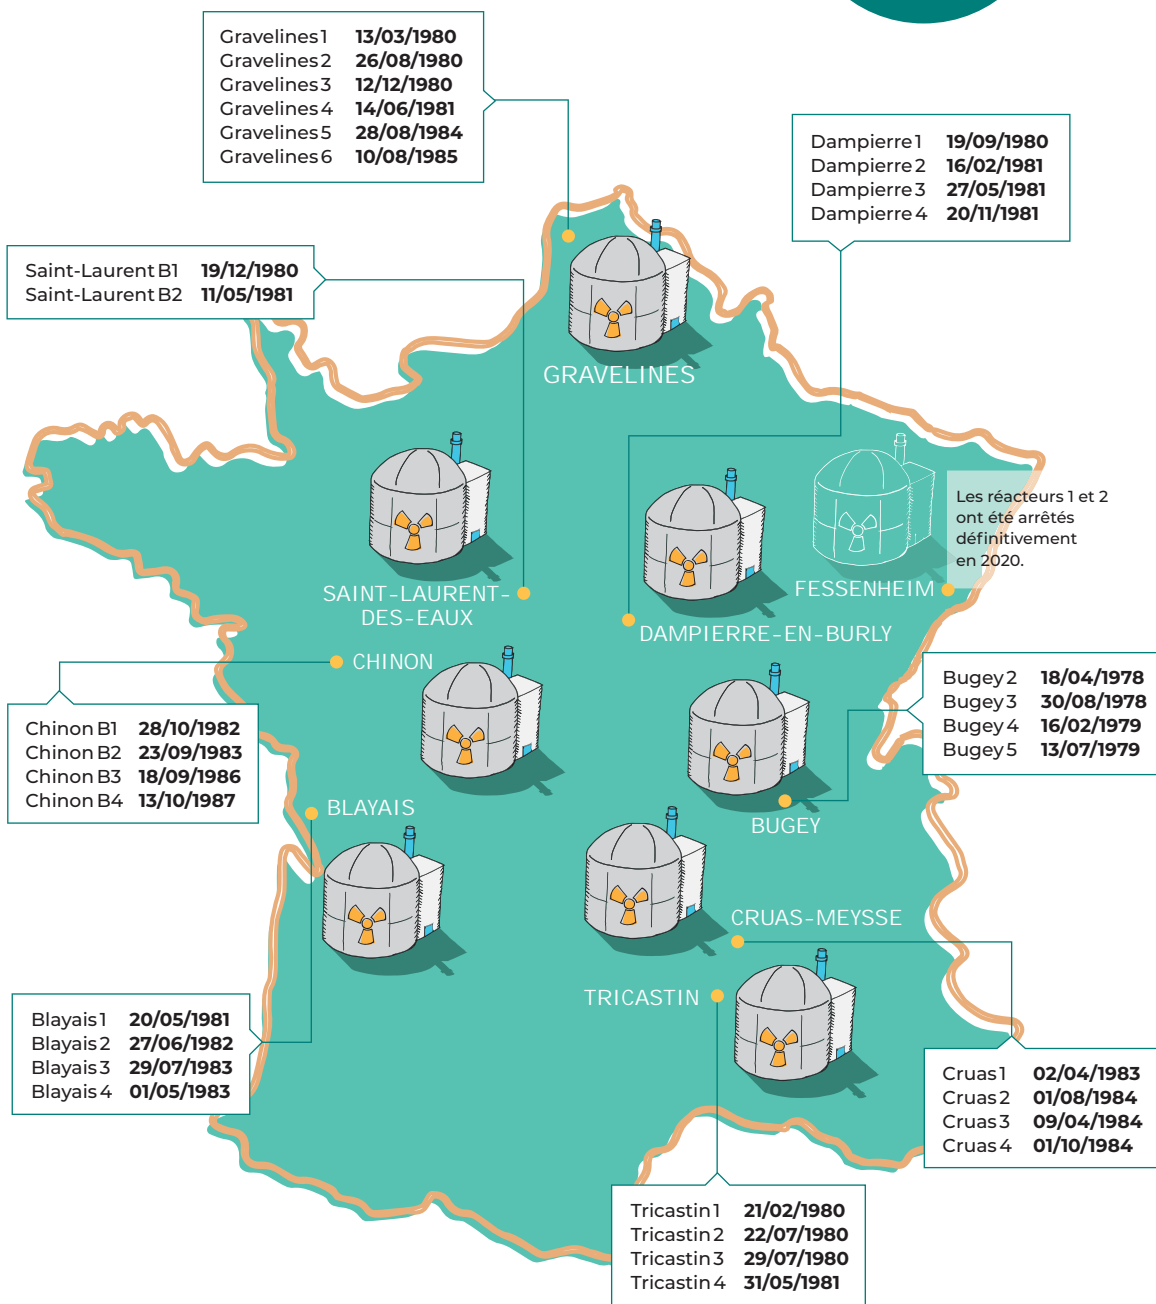 Gravelines 1 13/03/1980
Gravelines 2 26/08/1980
Gravelines 3 12/12/1980
Gravelines 4 14/06/1981
Gravelines 5 28/08/1984
Gravelines 6 10/08/1985
Dampierre 1 19/09/1980
Dampierre 2 16/02/1981
Dampierre 3 27/05/1981
Dampierre 4 20/11/1981
Saint-Laurent B1 19/12/1980
Saint-Laurent B2 11/05/1981
GRAVELINES
Les réacteurs 1 et 2
ont été arrêtés
définitivement
en 2020.
FESSENHEIM
SAINT-LAURENT-
DES-EAUX
DAMPIERRE-EN-BURLY
CHINON
Bugey 2 18/04/1978
Bugey 3 30/08/1978
Bugey 4 16/02/1979
Bugey 5 13/07/1979
Chinon B1 28/10/1982
Chinon B2 23/09/1983
Chinon B3 18/09/1986
Chinon B4 13/10/1987
BLAYAIS
BUGEY
CRUAS-MEYSSE
TRICASTIN
Blayais 1 20/05/1981
Blayais 2 27/06/1982
Blayais 3 29/07/1983
Blayais 4 01/05/1983
Cruas 1 02/04/1983
Cruas 2 01/08/1984
Cruas 3 09/04/1984
Cruas 4 01/10/1984
Tricastin 1 21/02/1980
Tricastin 2 22/07/1980
Tricastin 3 29/07/1980
Tricastin 4 31/05/1981